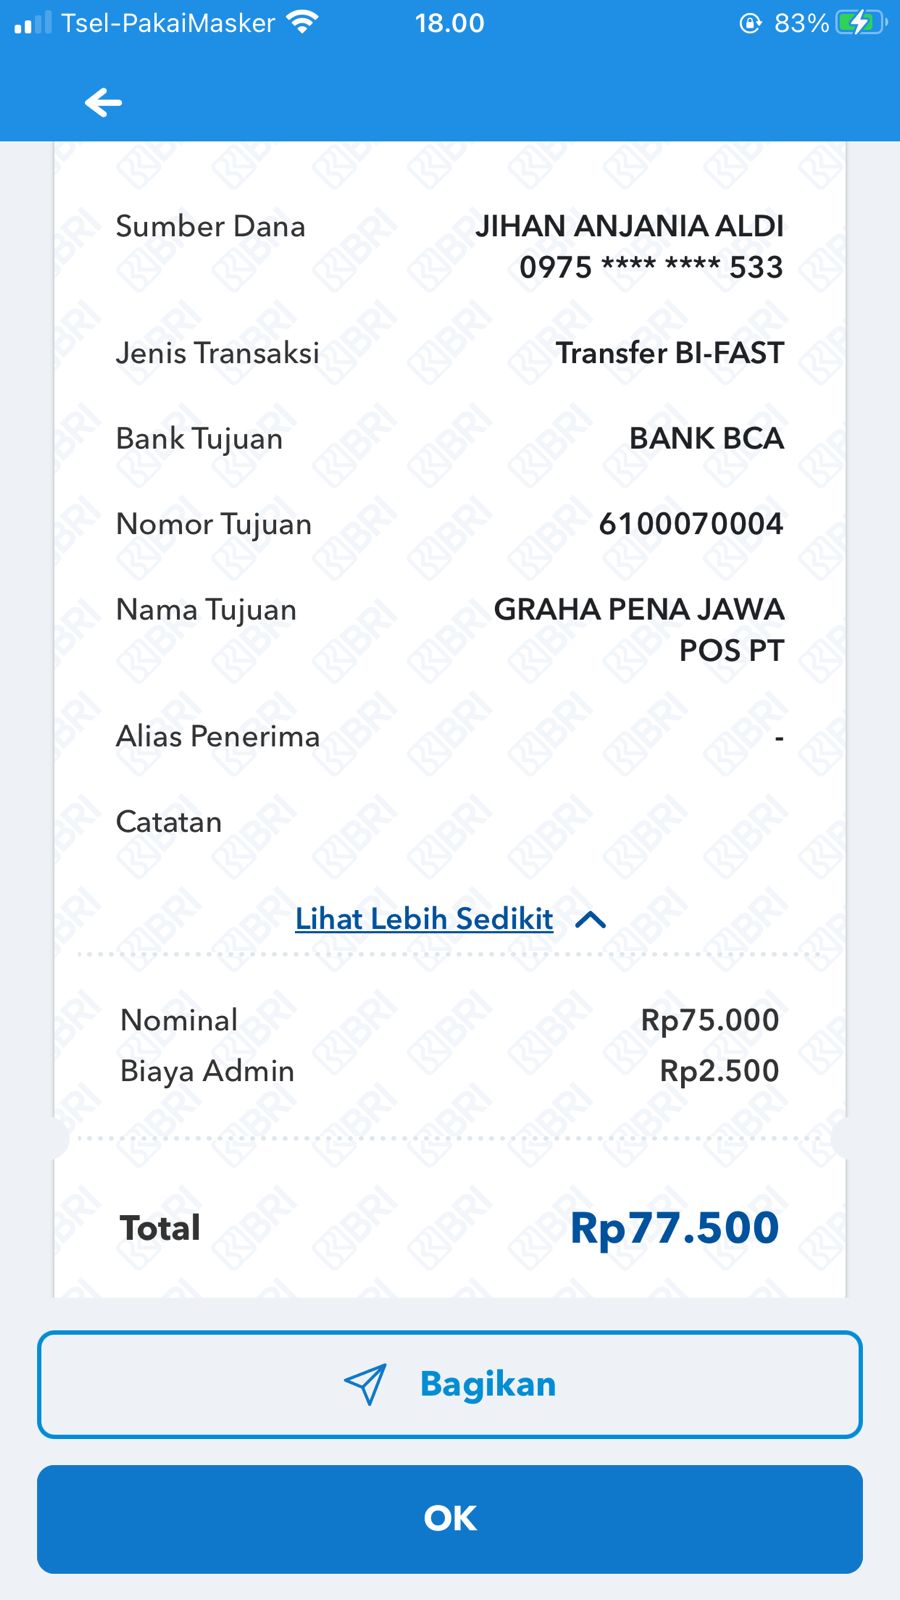 Tsel-PakaiMasker 18.00 83%
Sumber Dana JIHAN ANJANIA ALDI
0975 **** **** 533
Jenis Transaksi Transfer BI-FAST
Bank Tujuan BANK BCA
Nomor Tujuan 6100070004
Nama Tujuan GRAHA PENA JAWA
POS PT
Alias Penerima -
Catatan
Lihat Lebih Sedikit
Nominal Rp75.000
Biaya Admin Rp2.500
Total Rp77.500
Bagikan
OK